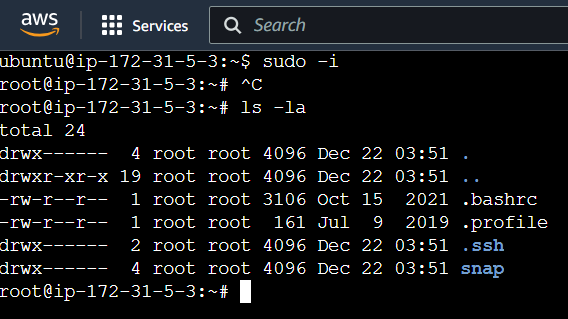 aws Services Search
ubuntu@ip-172-31-5-3:~$ sudo -i
root@ip-172-31-5-3:~# ^C
root@ip-172-31-5-3:~# ls -la
total 24
drwx------  4 root root 4096 Dec 22 03:51 .
drwxr-xr-x 19 root root 4096 Dec 22 03:51 ..
-rw-r--r--  1 root root 3106 Oct 15  2021 .bashrc
-rw-r--r--  1 root root  161 Jul  9  2019 .profile
drwx------  2 root root 4096 Dec 22 03:51 .ssh
drwx------  4 root root 4096 Dec 22 03:51 snap
root@ip-172-31-5-3:~#